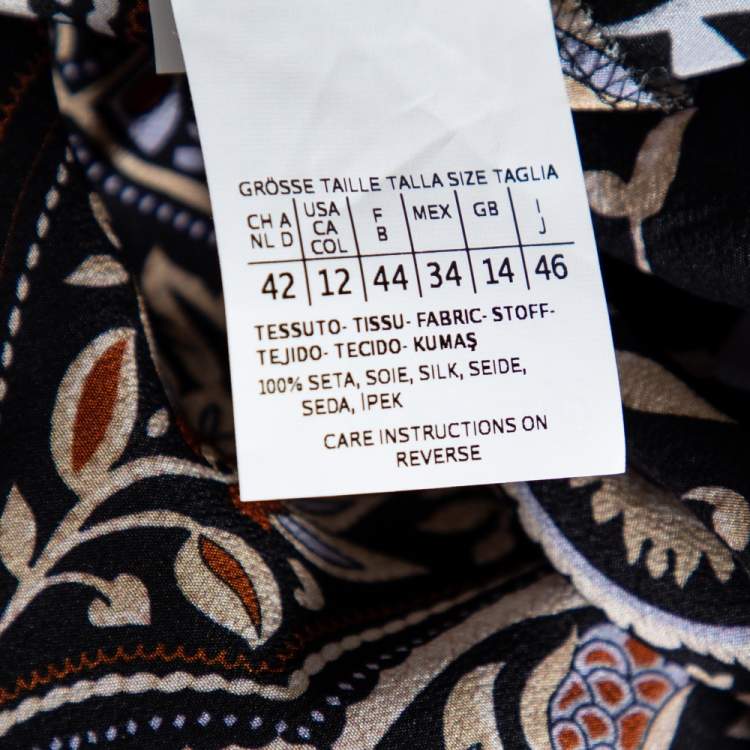 GRÖSSE TAILLE TALLA SIZE TAGLIA
CH A NL D | USA CA COL | F B | MEX | GB | I J
42 | 12 | 44 | 34 | 14 | 46
TESSUTO- TISSU- FABRIC- STOFF-
TEJIDO- TECIDO- KUMAŞ
100% SETA, SOIE, SILK, SEIDE,
SEDA, IPEK
CARE INSTRUCTIONS ON
REVERSE